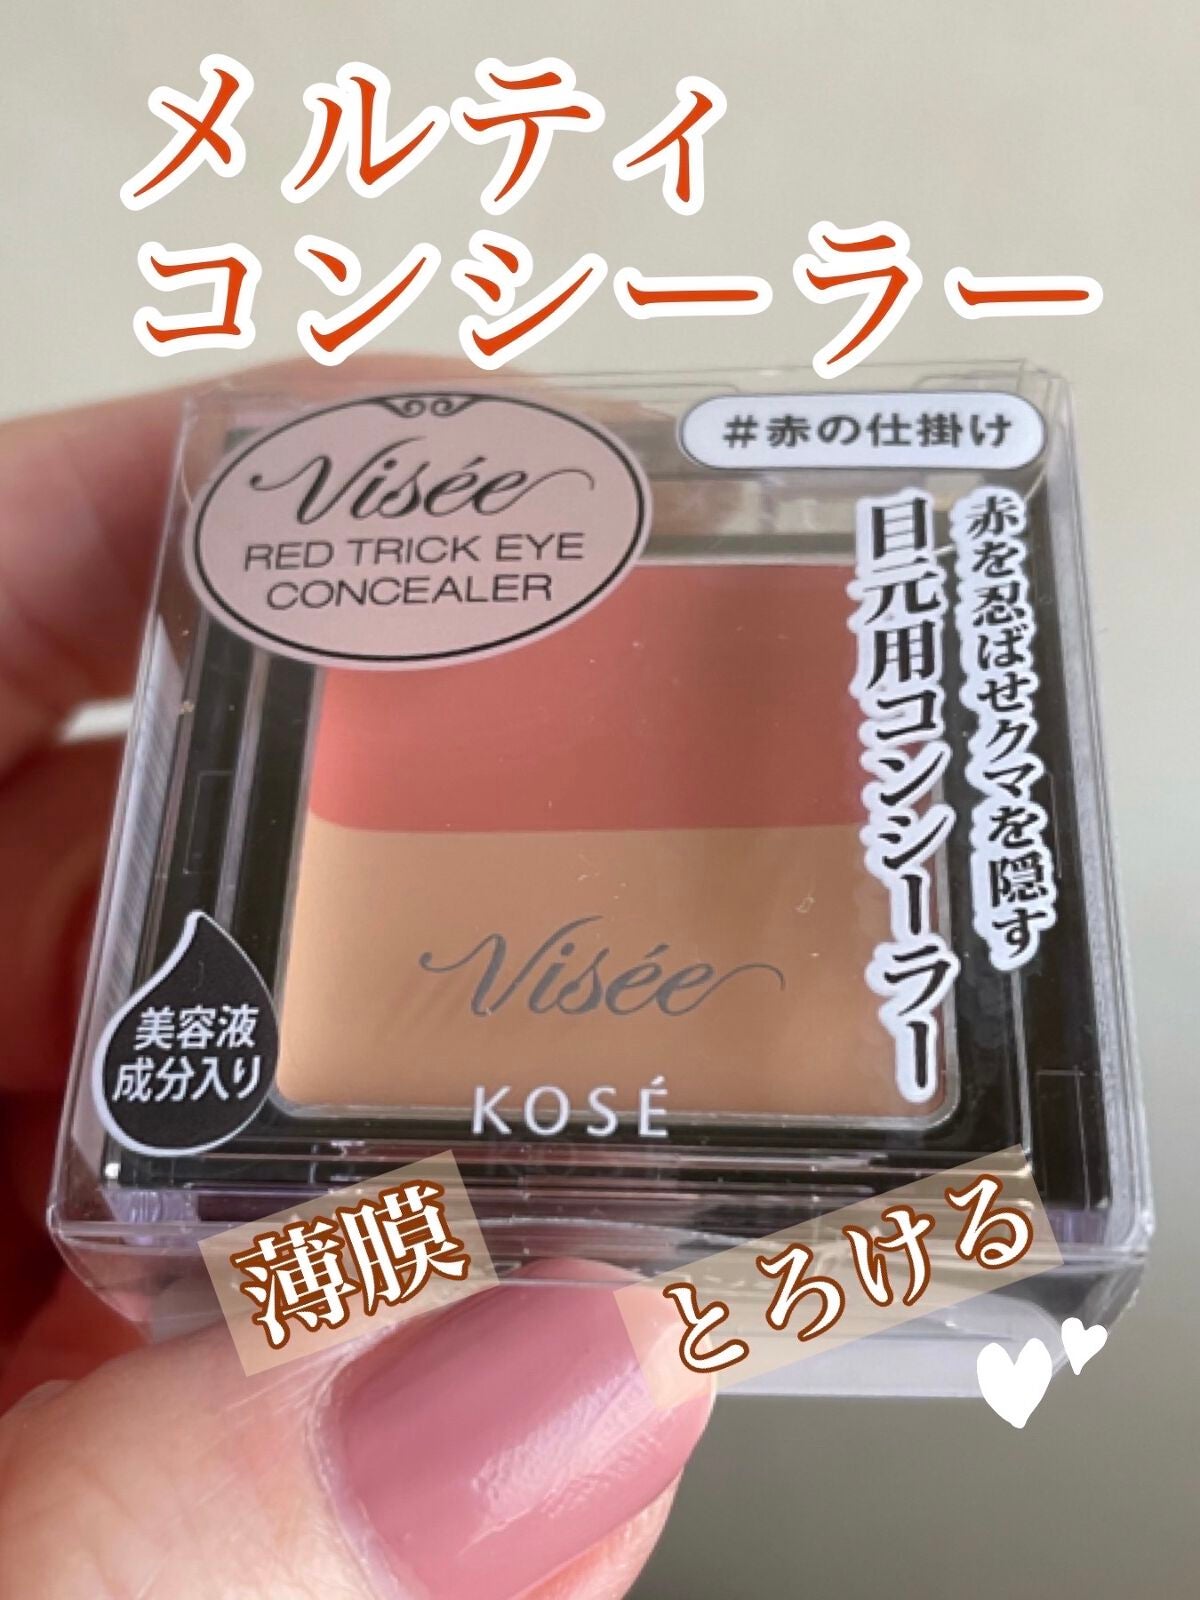 メルティ
コンシーラー
#赤の仕掛け
Visée
RED TRICK EYE
CONCEALER
赤を忍ばせクマを隠す
目元用コンシーラー
Visée
美容液
成分入り
KOSÉ
薄膜
とろける